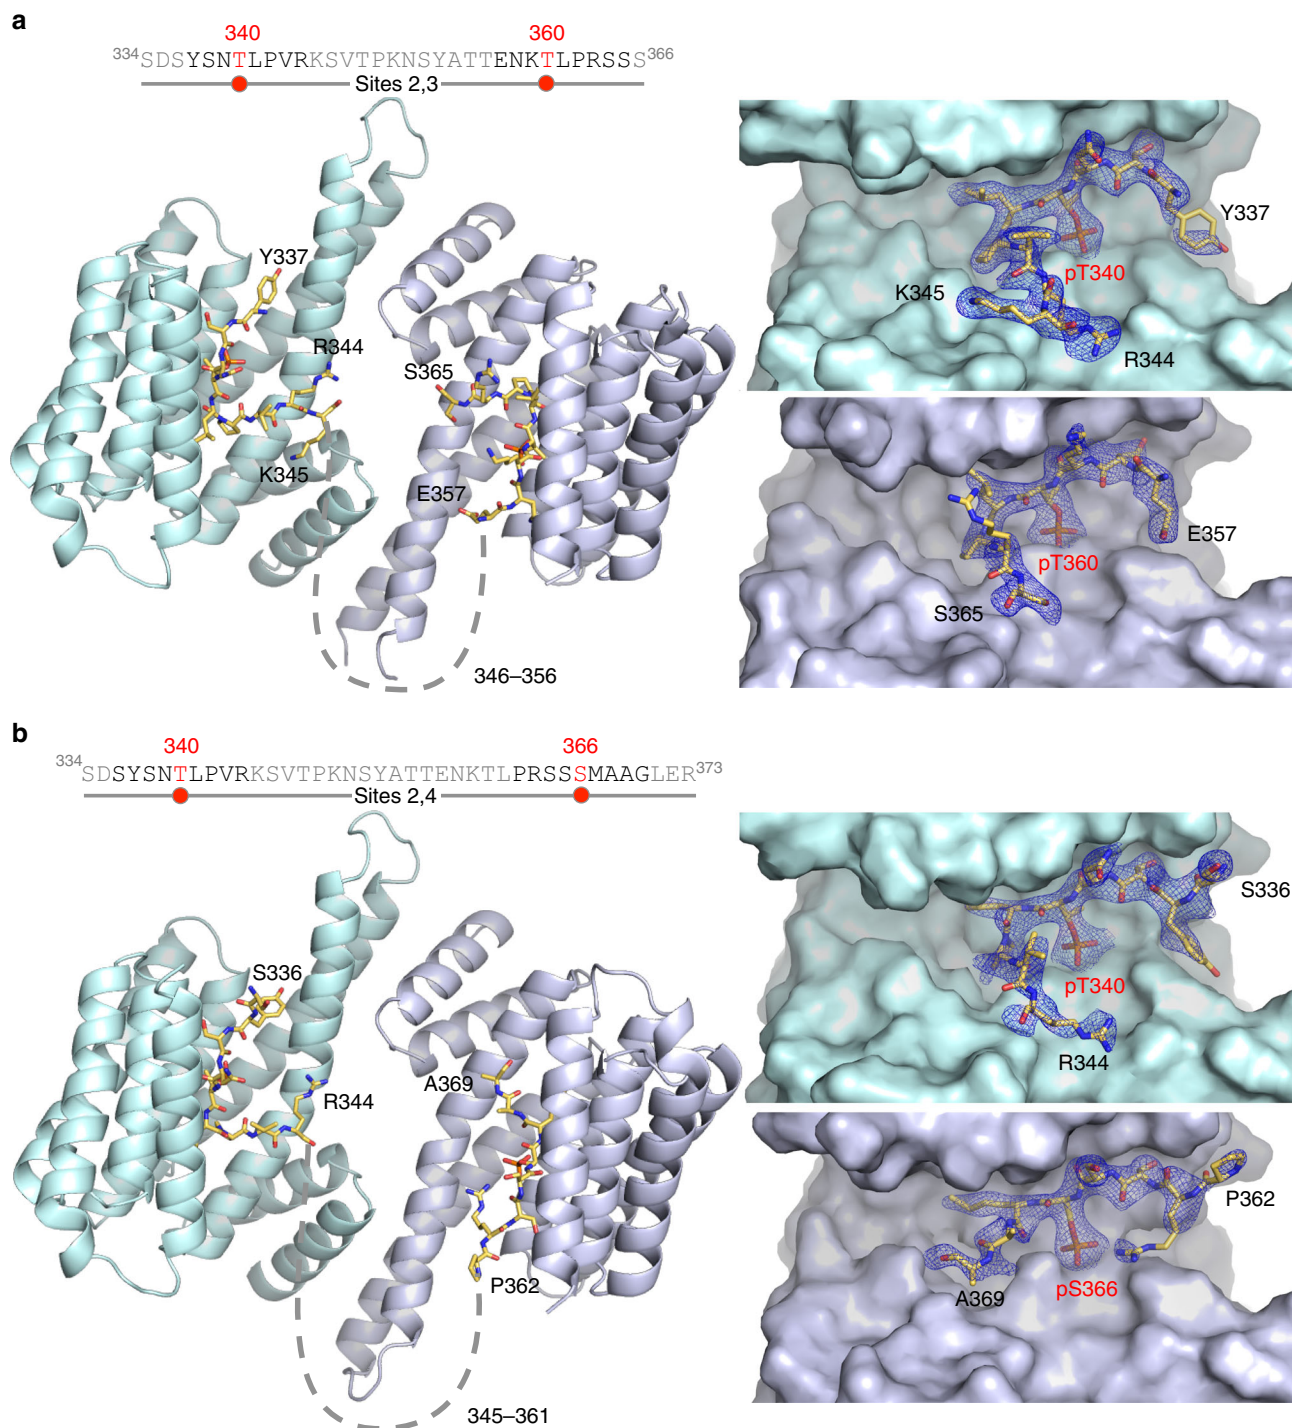 a
340 360
334SDSYSNTLPVRKSVTPKNSYATTENKTLPRSSS366
Sites 2,3
Y337
R344
S365
K345
E357
346–356
Y337
pT340
K345
R344
E357
pT360
S365
b
340 366
334SDSYSNTLPVRKSVTPKNSYATTENKTLPRSSSMAAGLER373
Sites 2,4
S336
A369
R344
P362
345–361
S336
pT340
R344
P362
A369
pS366